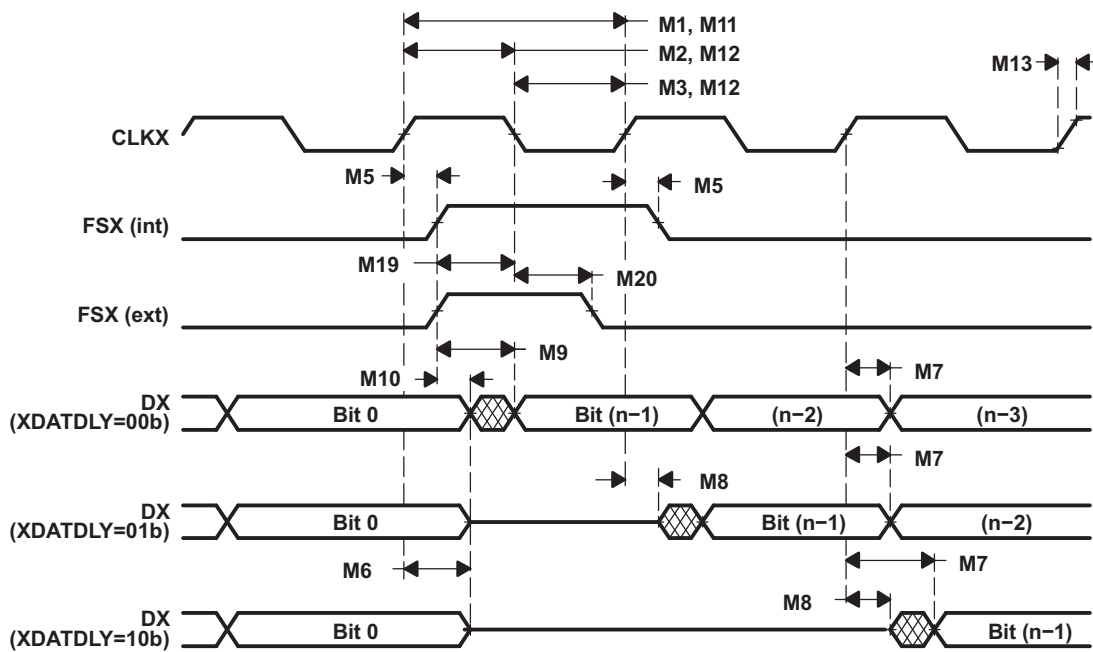 M1, M11
M2, M12
M13
M3, M12
CLKX
M5
M5
FSX (int)
M19
M20
FSX (ext)
M9
M10
M7
DX
(XDATDLY=00b)
Bit 0
Bit (n−1)
(n−2)
(n−3)
M7
M8
DX
(XDATDLY=01b)
Bit 0
Bit (n−1)
(n−2)
M6
M7
M8
DX
(XDATDLY=10b)
Bit 0
Bit (n−1)